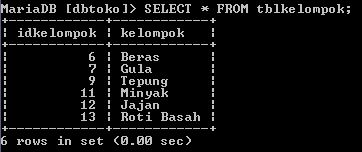 MariaDB [dbtoko]> SELECT * FROM tblkelompok;
+------------+------------+
| idkelompok | kelompok   |
+------------+------------+
|          6 | Beras      |
|          7 | Gula       |
|          9 | Tepung     |
|         11 | Minyak     |
|         12 | Jajan      |
|         13 | Roti Basah |
+------------+------------+
6 rows in set (0.00 sec)